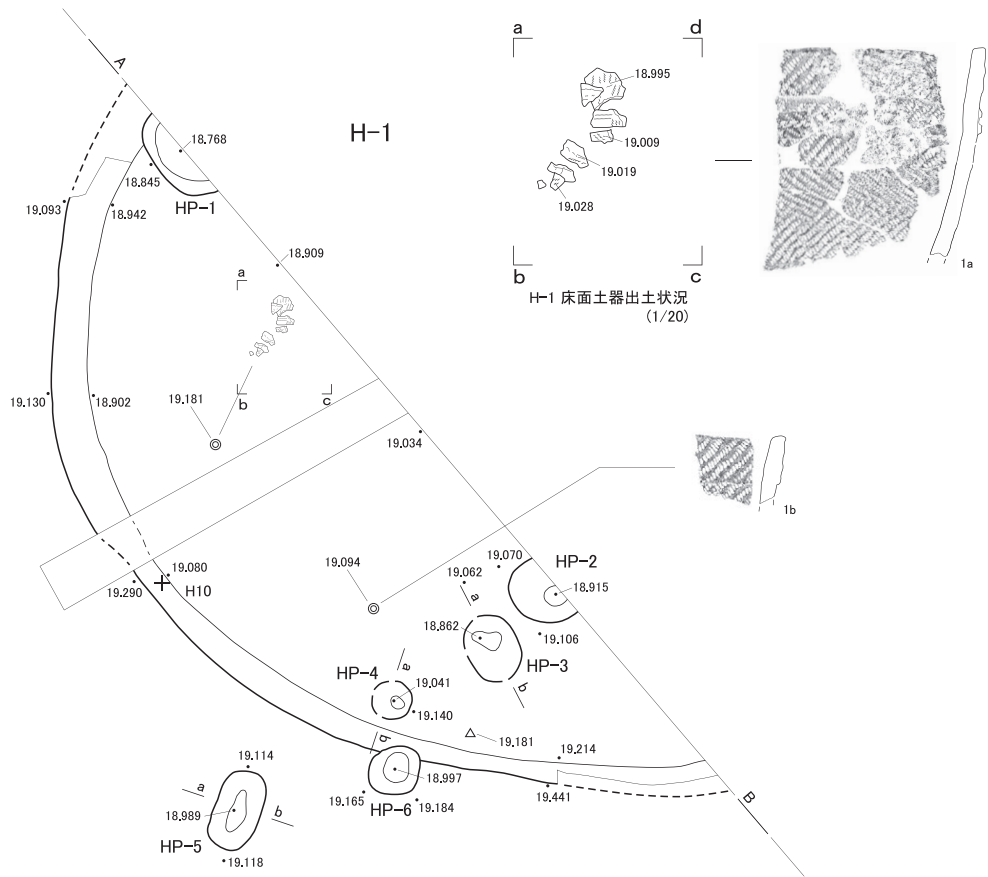 a
d
18.995
19.009
19.019
19.028
b
c
H-1 床面土器出土状況
(1/20)
1a
A
H-1
18.768
18.845
HP-1
18.942
19.093
18.909
a
b
c
19.130
18.902
19.181
19.034
1b
19.080
H10
19.290
19.094
19.070
HP-2
19.062
a
18.915
18.862
19.106
HP-3
b
HP-4
a
19.041
19.140
b
19.181
19.214
18.997
19.165
19.184
HP-6
19.441
B
19.114
a
18.989
b
HP-5
19.118